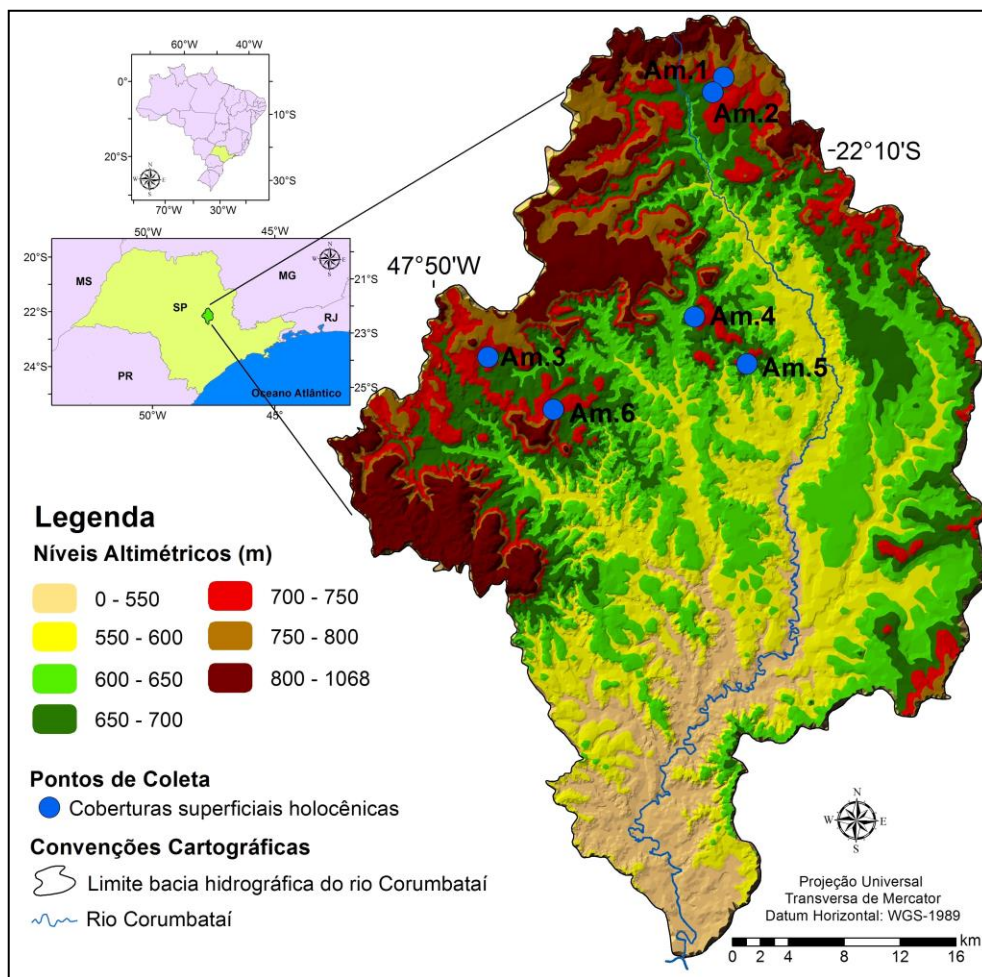 60°W
40°W
0°
0°
10°S
20°S
20°S
30°S
70°W
30°W
N
W
E
S
50°W
45°W
20°S
22°S
24°S
21°S
22°S
24°S
25°S
MS
MG
SP
RJ
PR
Oceano Atlântico
50°W
45°W
47°50'W
-22°10'S
Am.1
Am.2
Am.4
Am.3
Am.5
Am.6
Legenda
Níveis Altimétricos (m)
0 - 550
550 - 600
600 - 650
650 - 700
700 - 750
750 - 800
800 - 1068
Pontos de Coleta
Coberturas superficiais holocênicas
Convenções Cartográficas
Limite bacia hidrográfica do rio Corumbataí
Rio Corumbataí
N
W
E
S
Projeção Universal
Transversa de Mercator
Datum Horizontal: WGS-1989
km
0 2 4 8 12 16